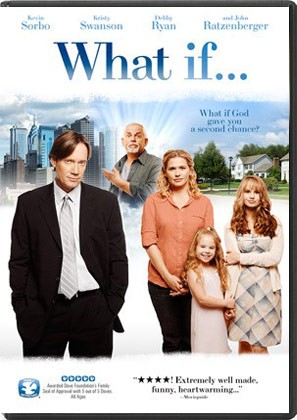 Kevin Sorbo
Kristy Swanson
Debby Ryan
and John Ratzenberger
What if...
What if God
gave you
a second chance?
Awarded Dove Foundation's Family
Seal of Approval with 5 out of 5 Doves
All Ages
"★★★★! Extremely well made,
funny, heartwarming..."